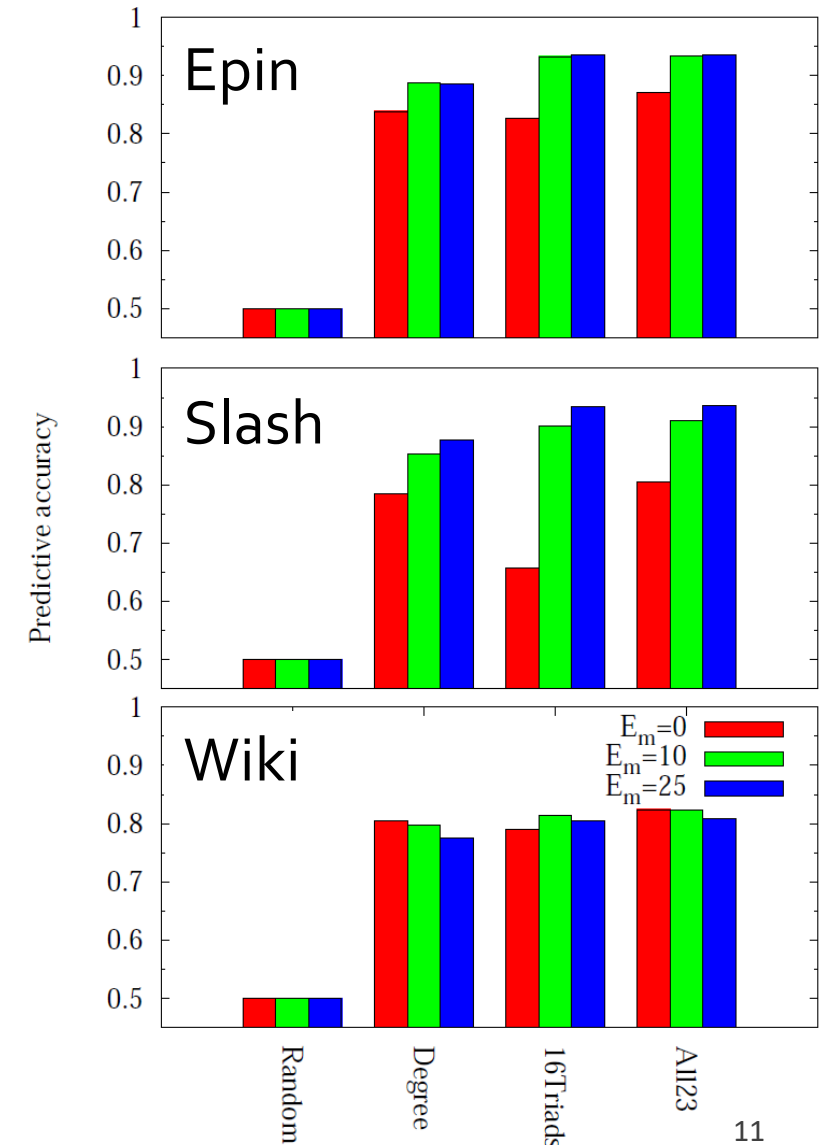 Predictive accuracy
1
0.9
0.8
0.7
0.6
0.5
Epin
1
0.9
0.8
0.7
0.6
0.5
Slash
1
0.9
0.8
0.7
0.6
0.5
Wiki
E_m=0
E_m=10
E_m=25
Random
Degree
16Triads
All23
11